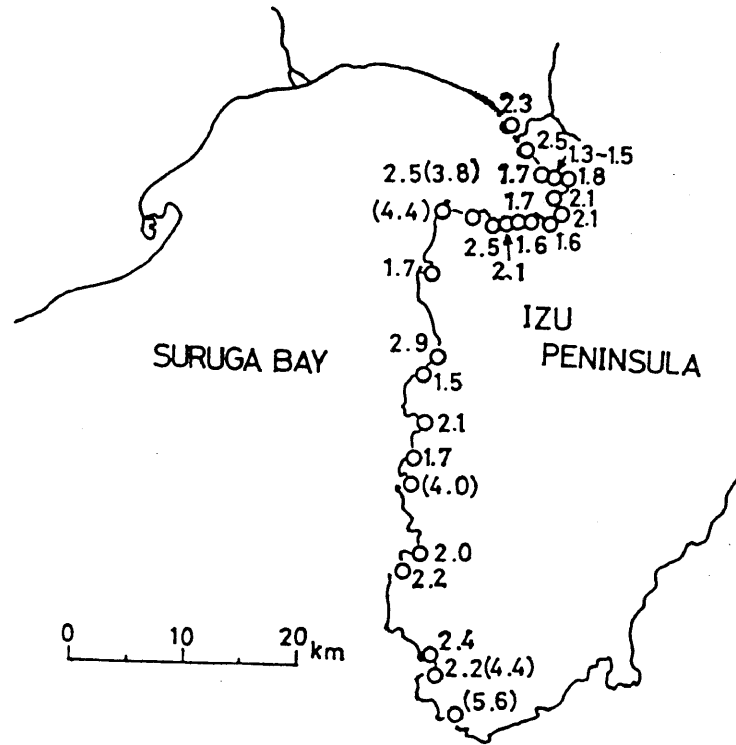 2.3
2.5
1.3-1.5
2.5(3.8) 1.7 1.8
1.7 2.1
(4.4) 2.1
2.5 1.6 1.6
2.1
1.7
IZU
PENINSULA
SURUGA BAY
2.9
1.5
2.1
1.7
(4.0)
2.0
2.2
0 10 20 km
2.4
2.2(4.4)
(5.6)